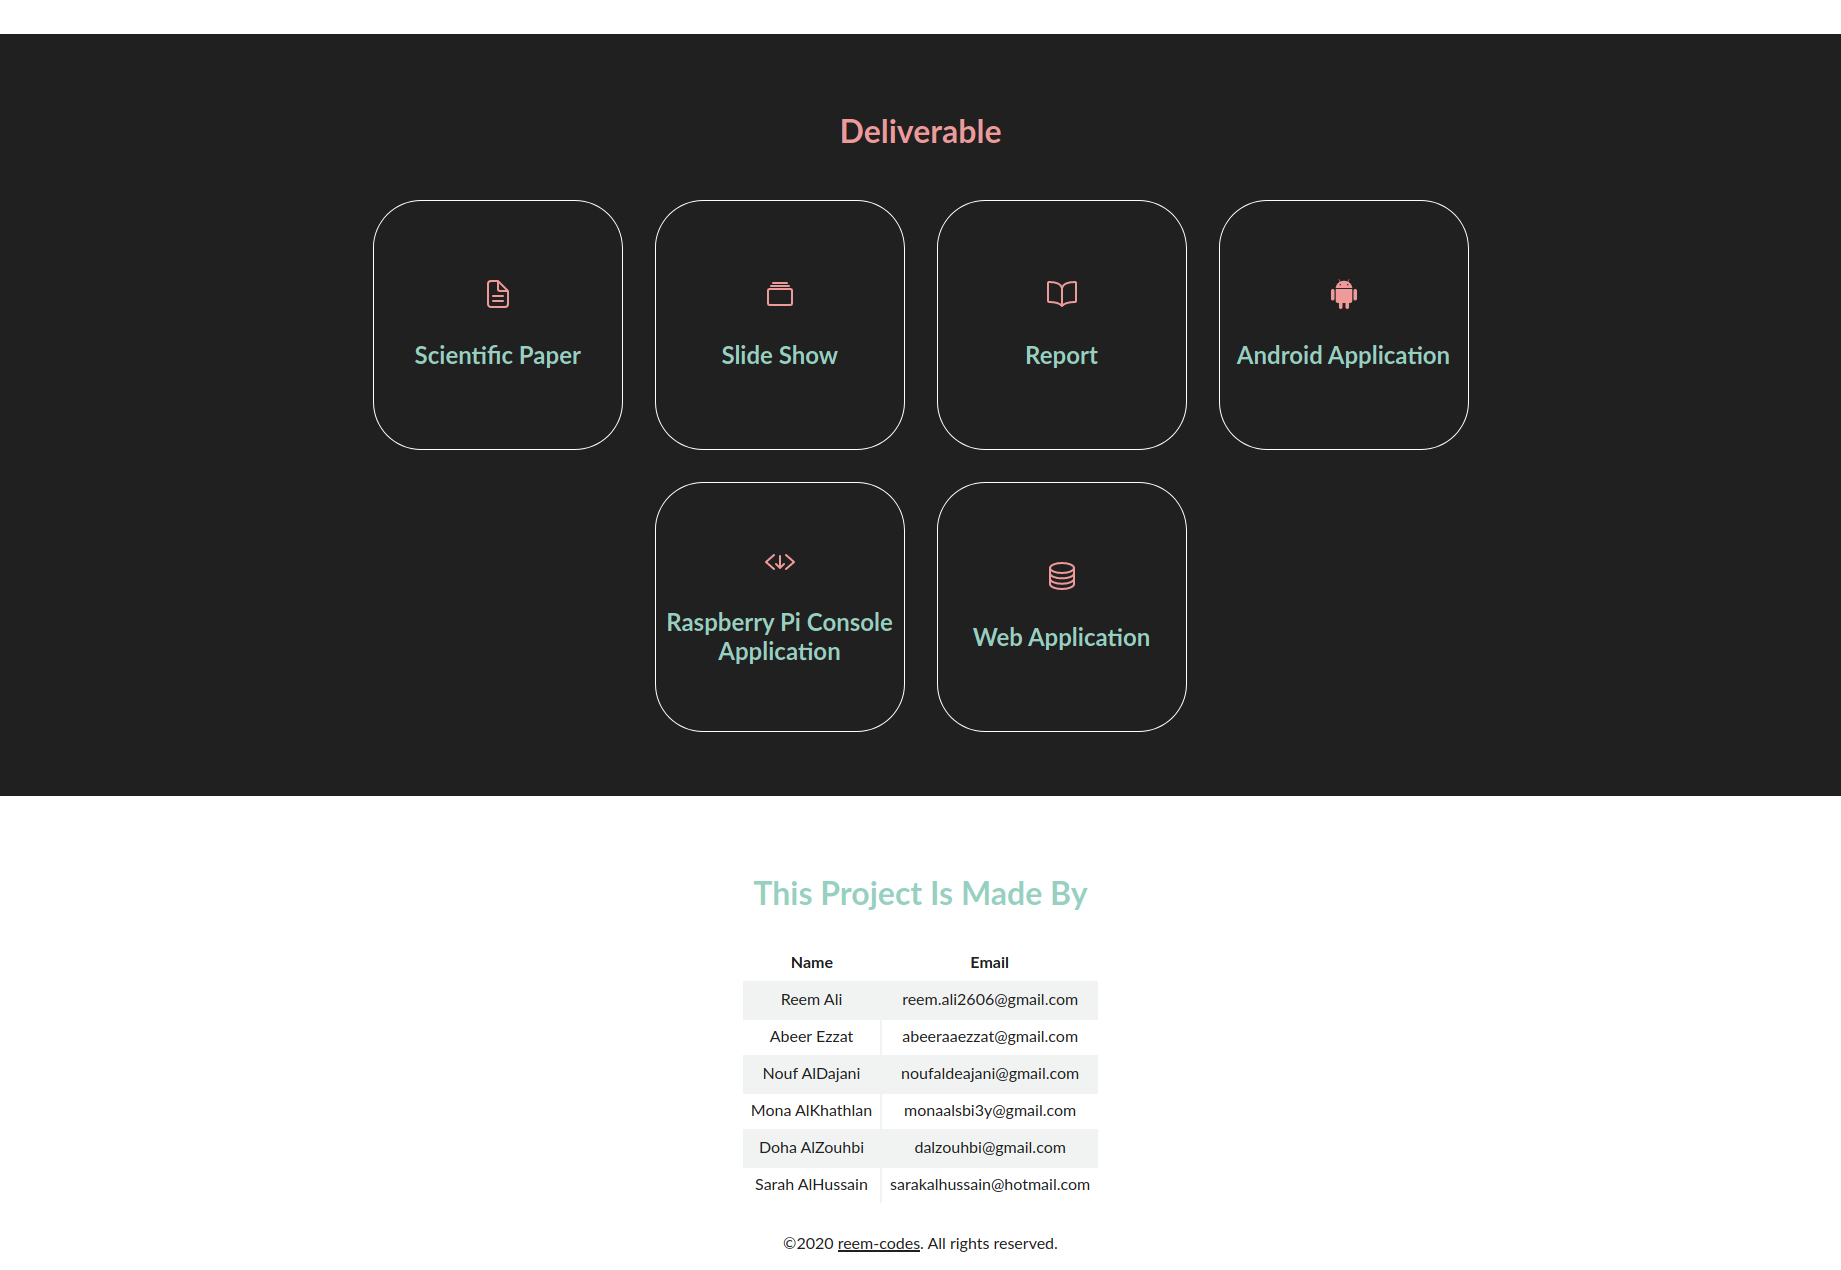 Deliverable
Scientific Paper
Slide Show
Report
Android Application
Raspberry Pi Console
Application
Web Application
This Project Is Made By
Name Email
Reem Ali reem.ali2606@gmail.com
Abeer Ezzat abeeraaezzat@gmail.com
Nouf AlDajani noufaldeajani@gmail.com
Mona AlKhathlan monaalsbi3y@gmail.com
Doha AlZouhbi dalzouhbi@gmail.com
Sarah AlHussain sarakalhussain@hotmail.com
©2020 reem-codes. All rights reserved.